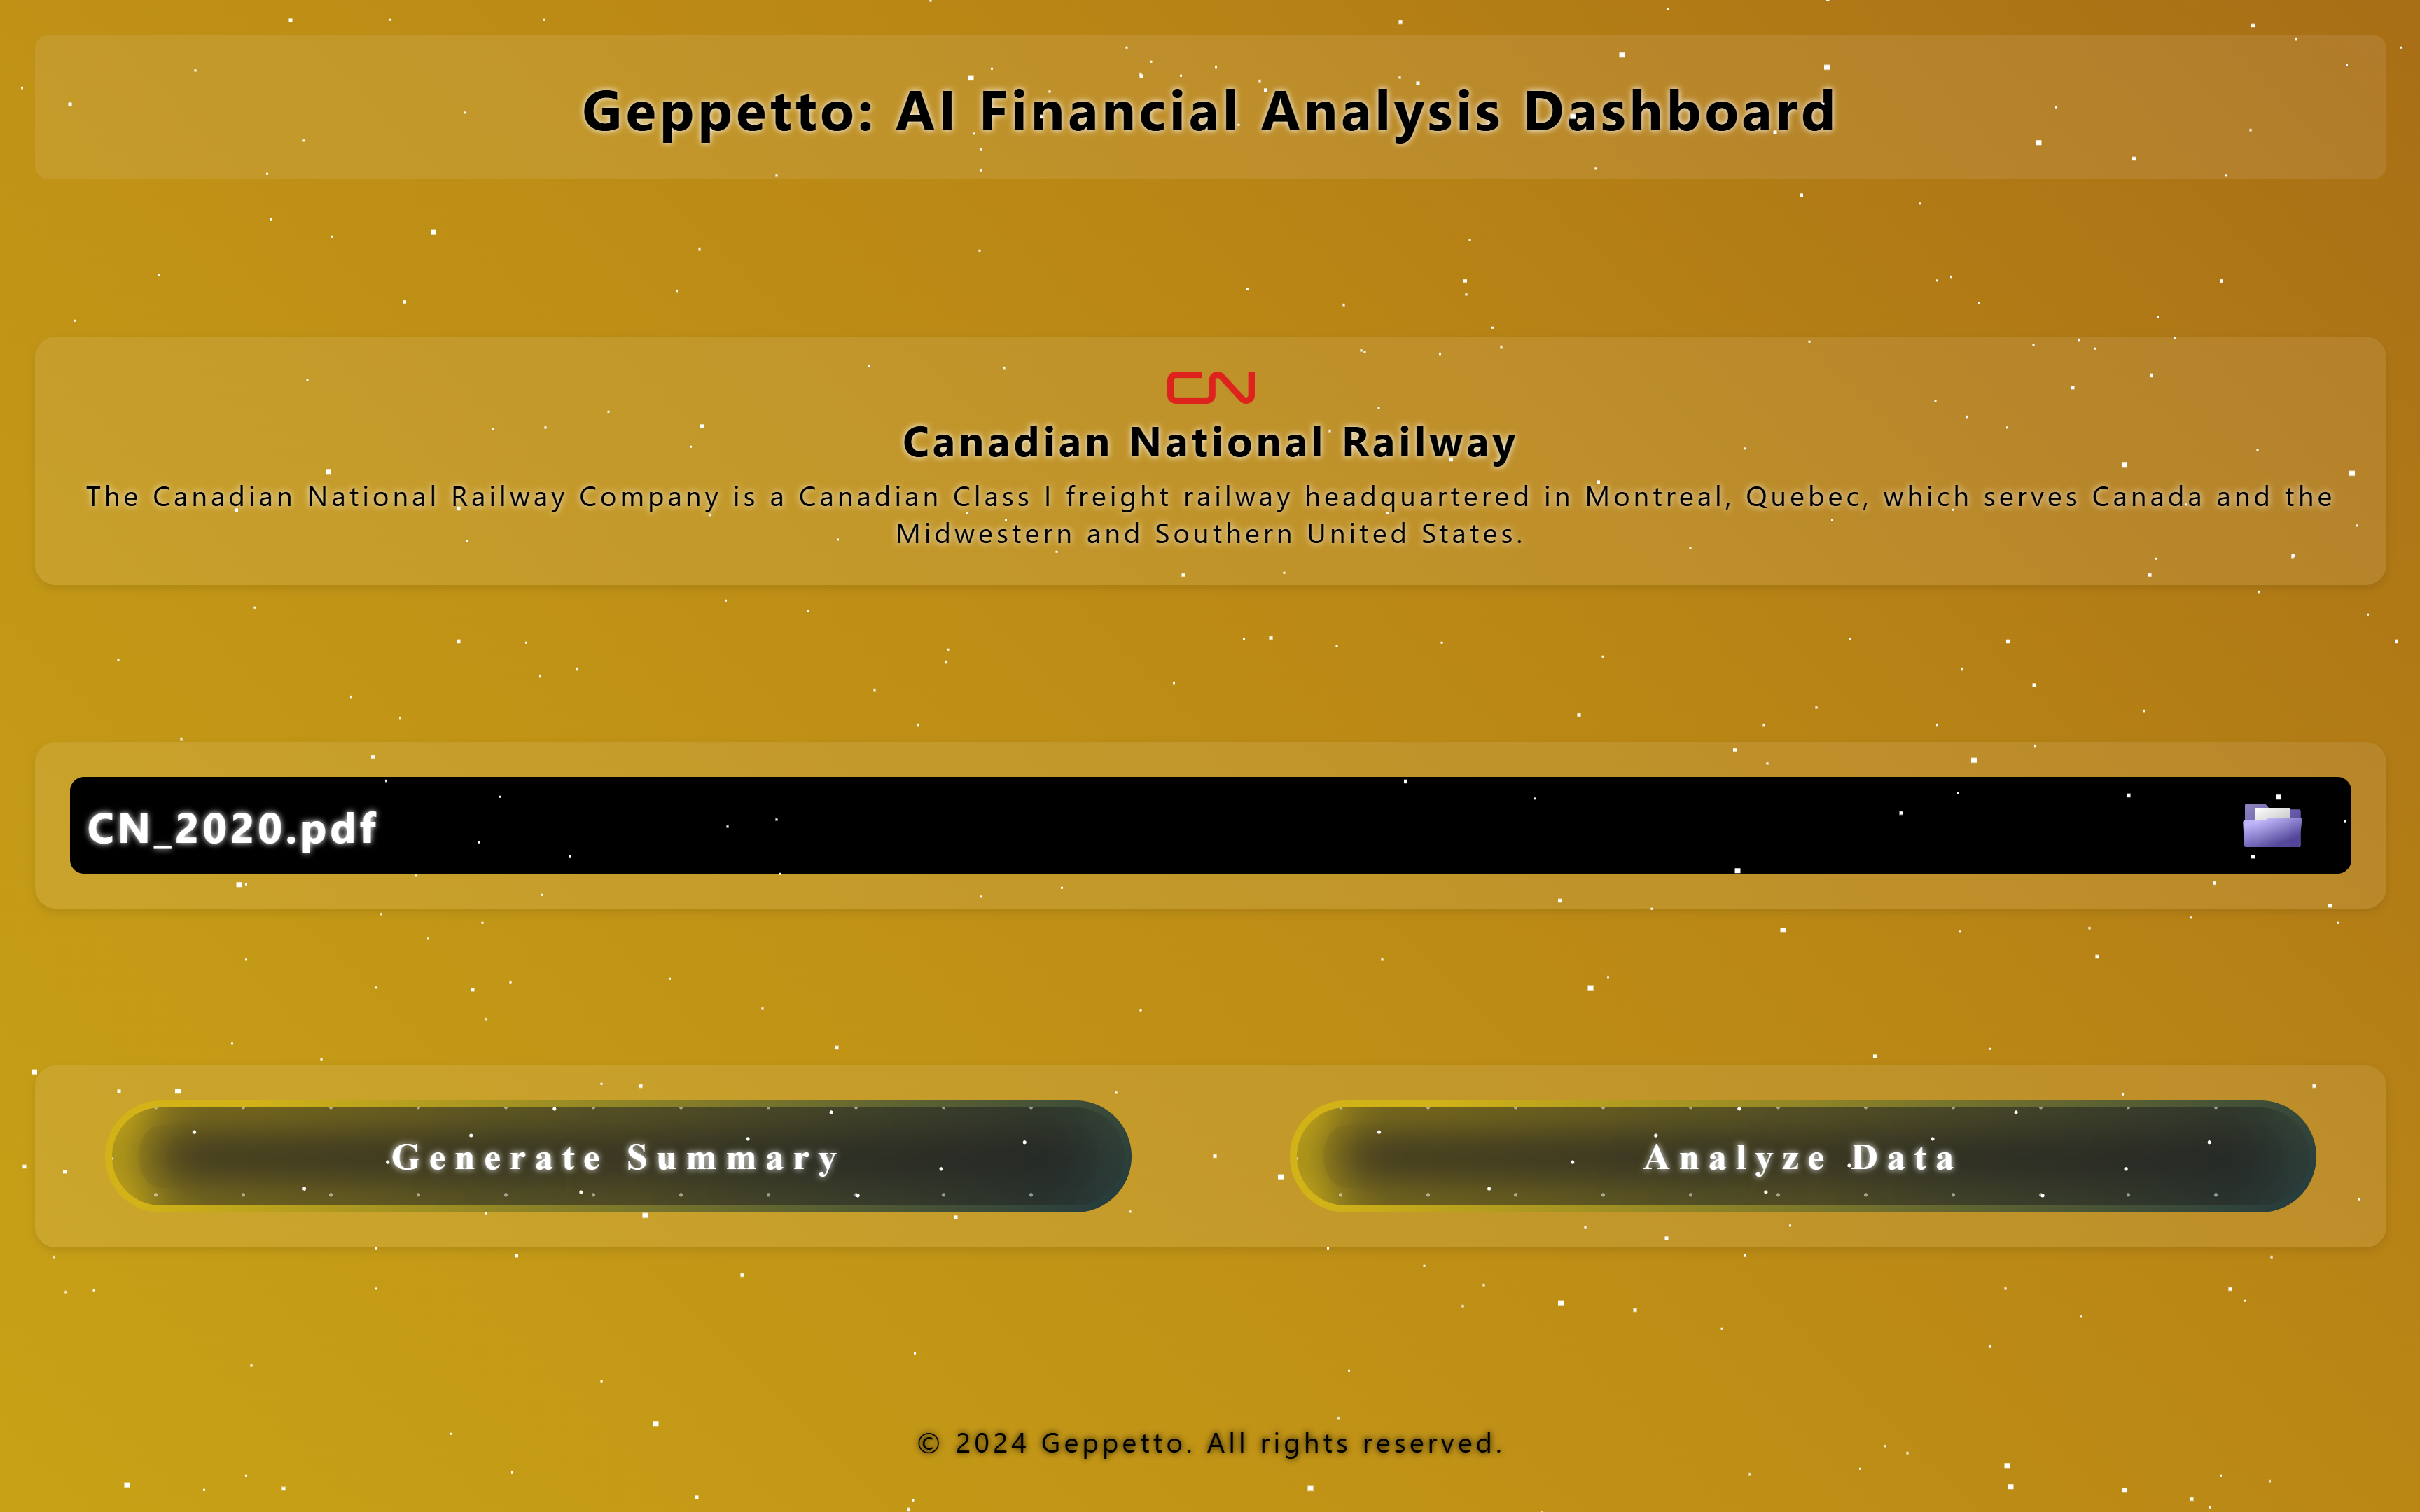 Geppetto: AI Financial Analysis Dashboard
CN
Canadian National Railway
The Canadian National Railway Company is a Canadian Class I freight railway headquartered in Montreal, Quebec, which serves Canada and the
Midwestern and Southern United States.
CN_2020.pdf
Generate Summary
Analyze Data
© 2024 Geppetto. All rights reserved.